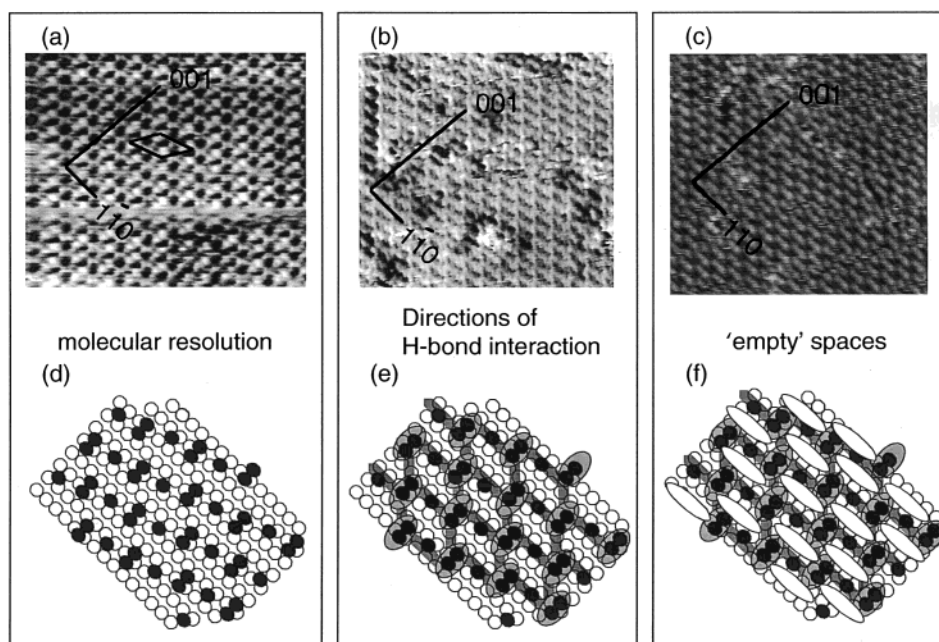 (a)
001
110
molecular resolution
(d)
(b)
001
110
Directions of
H-bond interaction
(e)
(c)
001
110
'empty' spaces
(f)